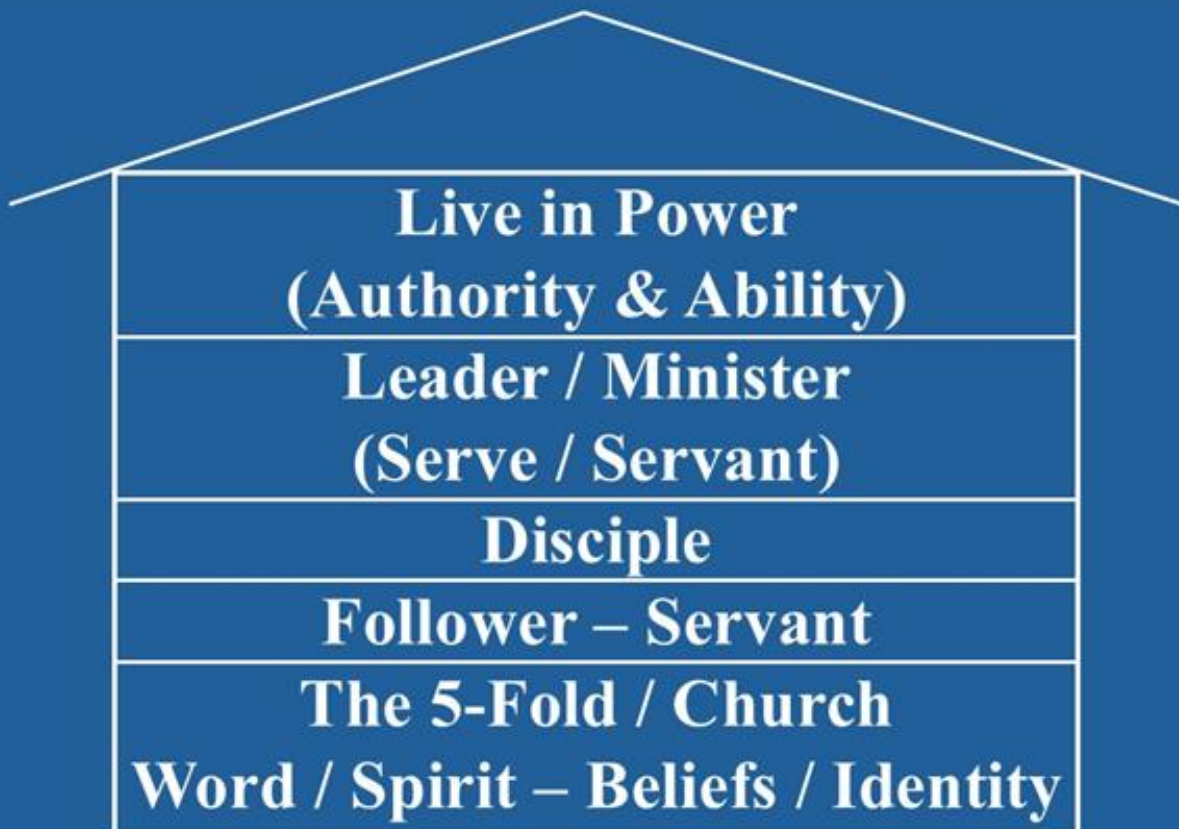 Live in Power
(Authority & Ability)
Leader / Minister
(Serve / Servant)
Disciple
Follower – Servant
The 5-Fold / Church
Word / Spirit – Beliefs / Identity